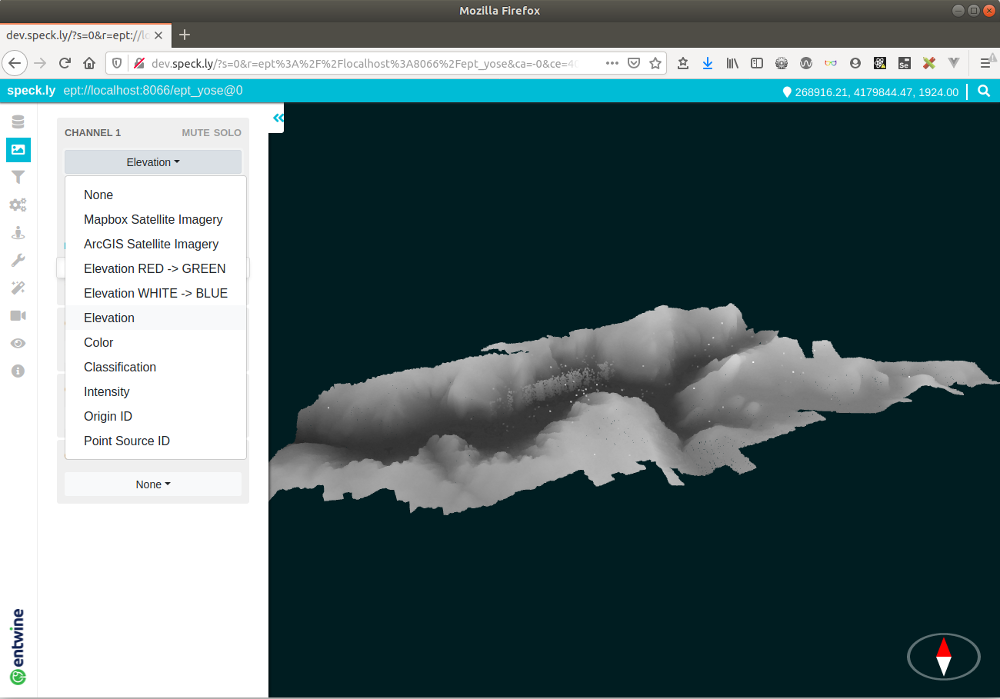 Mozilla Firefox
dev.speck.ly/?s=0&r=ept://lo
dev.speck.ly/?s=0&r=ept%3A%2F%2Flocalhost%3A8066%2Fept_yose&ca=-0&ce=40
speck.ly ept://localhost:8066/ept_yose@0 268916.21, 4179844.47, 1924.00
CHANNEL 1 MUTE SOLO
Elevation
None
Mapbox Satellite Imagery
ArcGIS Satellite Imagery
Elevation RED -> GREEN
Elevation WHITE -> BLUE
Elevation
Color
Classification
Intensity
Origin ID
Point Source ID
None
entwine